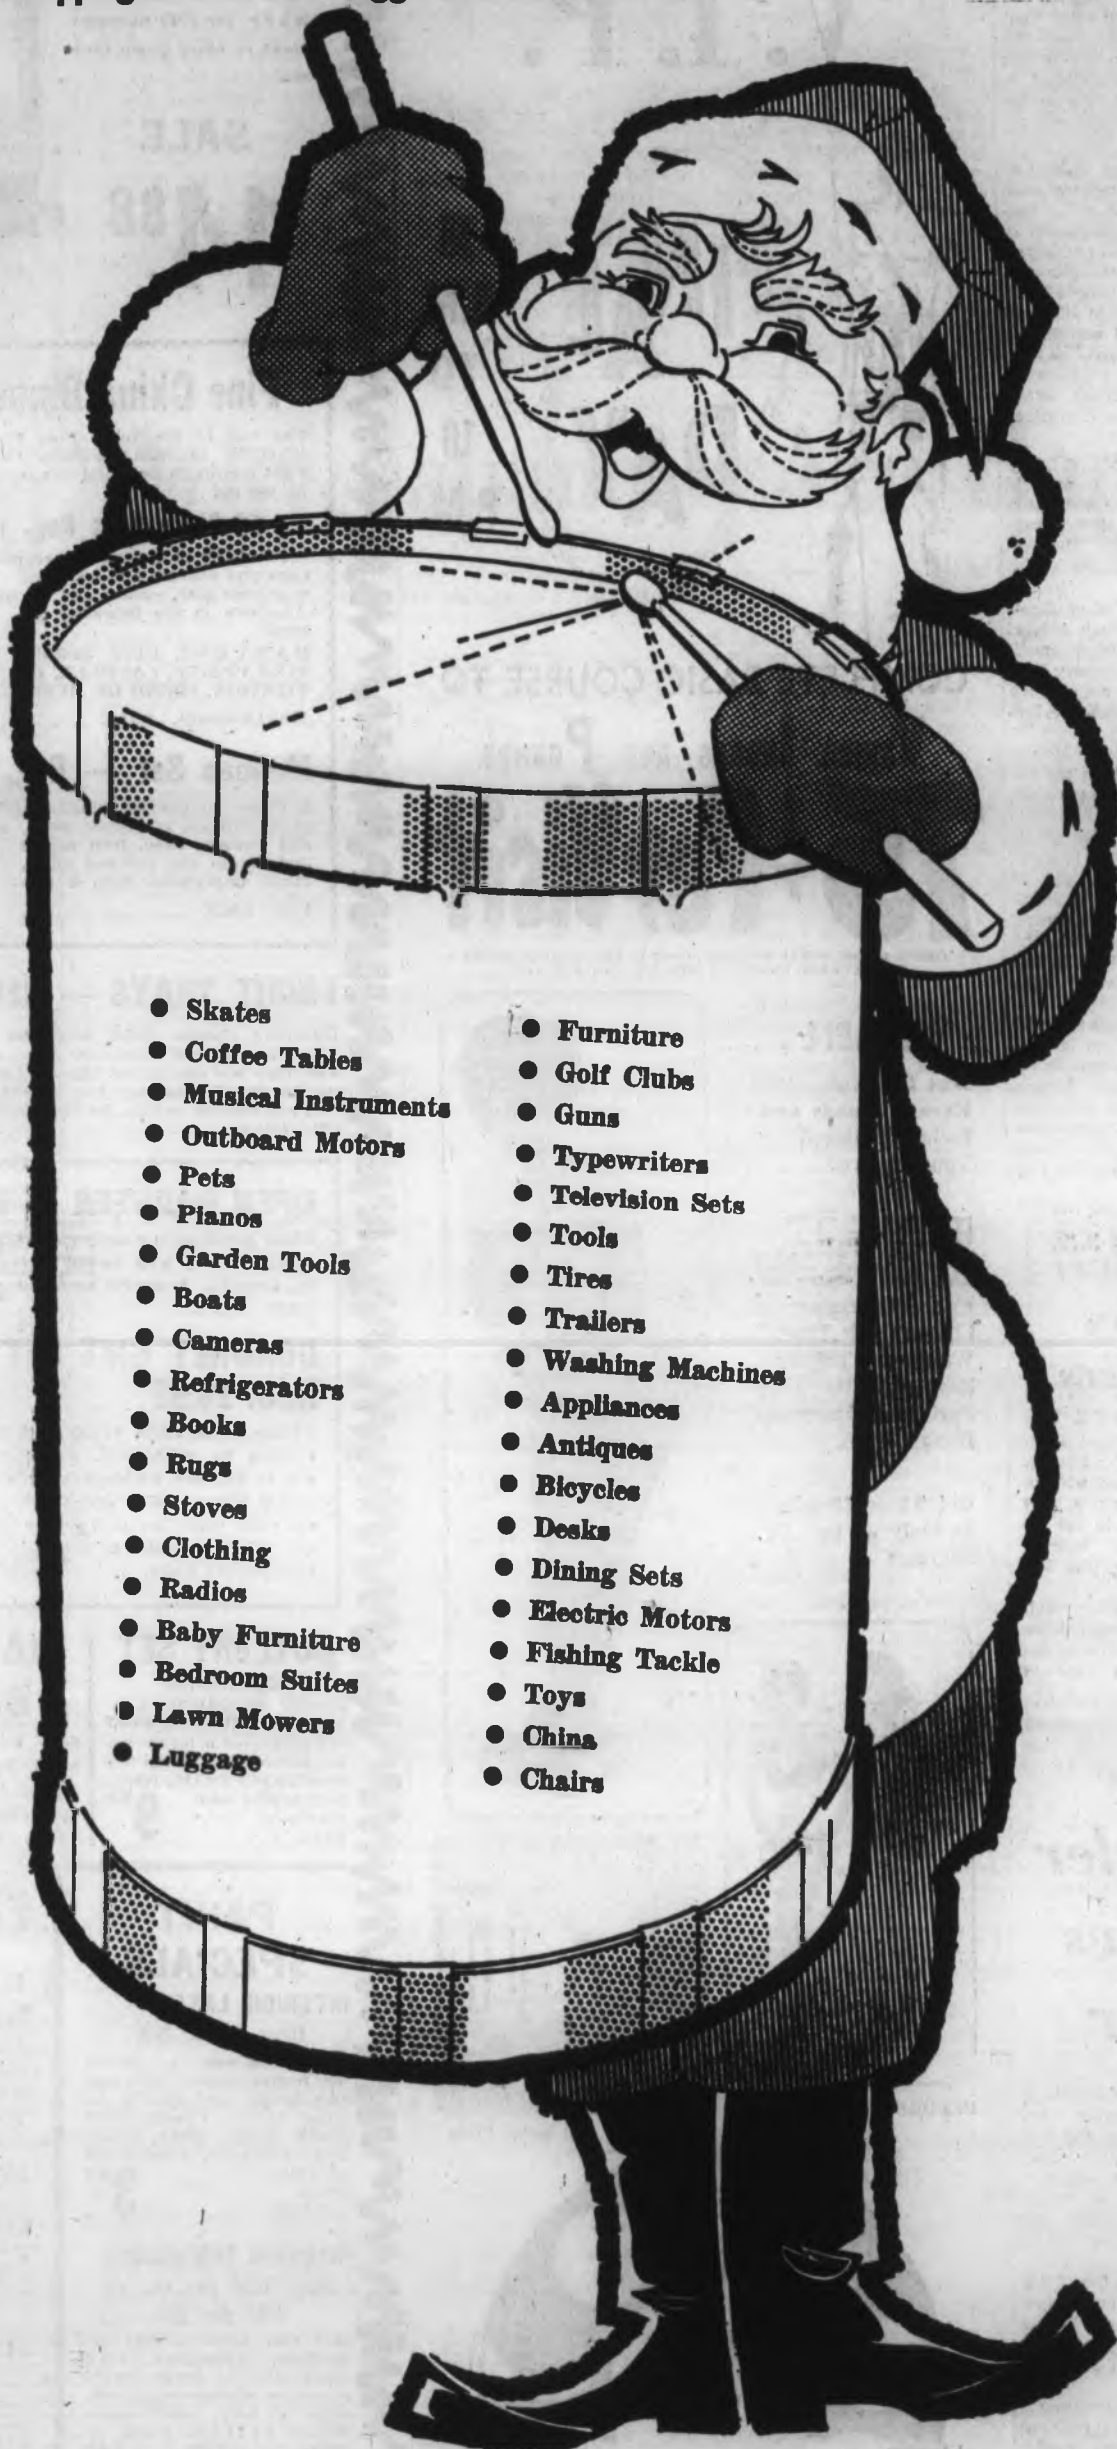 ● Skates
● Coffee Tables
● Musical Instruments
● Outboard Motors
● Pets
● Pianos
● Garden Tools
● Boats
● Cameras
● Refrigerators
● Books
● Rugs
● Stoves
● Clothing
● Radios
● Baby Furniture
● Bedroom Suites
● Lawn Mowers
● Luggage
● Furniture
● Golf Clubs
● Guns
● Typewriters
● Television Sets
● Tools
● Tires
● Trailers
● Washing Machines
● Appliances
● Antiques
● Bicycles
● Desks
● Dining Sets
● Electric Motors
● Fishing Tackle
● Toys
● China
● Chairs